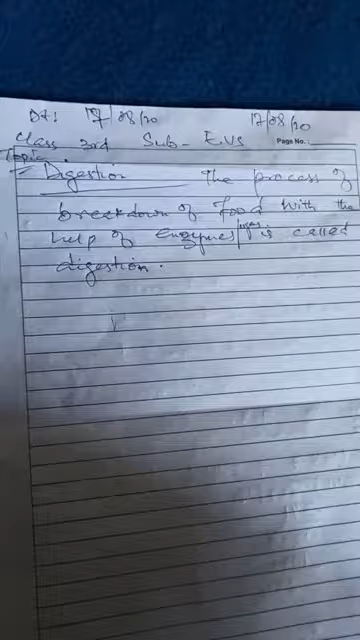 Dt: 17/08/20 17/08/20
Class 3rd Sub- EVS Page No.:
Topic:
Digestion The process of
breakdown of food with the
help of enzymes/ is called
digestion.